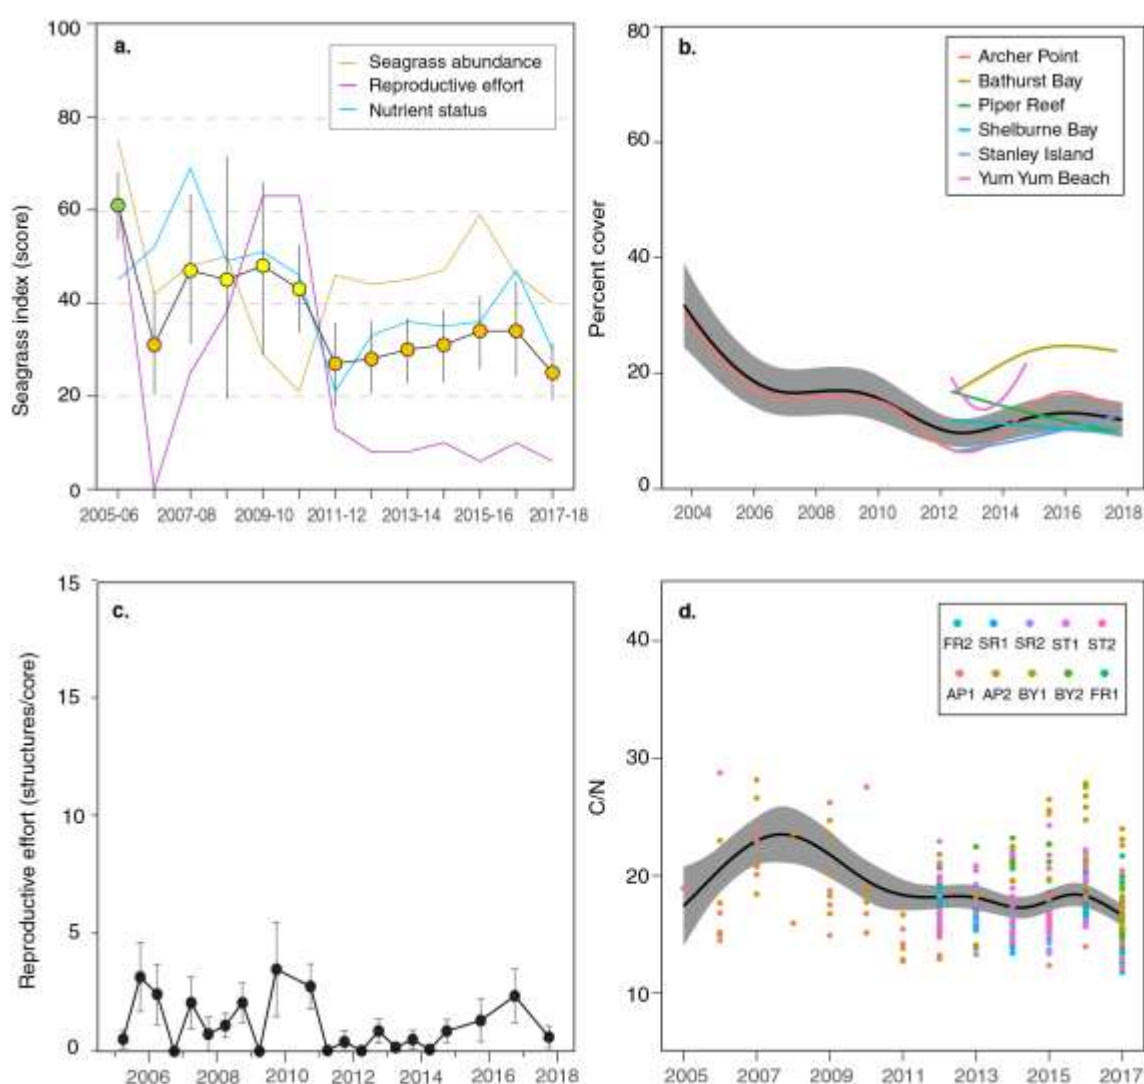 a.
Seagrass abundance
Reproductive effort
Nutrient status
Seagrass index (score)
100
80
60
40
20
0
2005-06 2007-08 2009-10 2011-12 2013-14 2015-16 2017-18
b.
Archer Point
Bathurst Bay
Piper Reef
Shelburne Bay
Stanley Island
Yum Yum Beach
Percent cover
80
60
40
20
0
2004 2006 2008 2010 2012 2014 2016 2018
c.
Reproductive effort (structures/core)
15
15
10
5
0
2006 2008 2010 2012 2014 2016 2018
d.
FR2 SR1 SR2 ST1 ST2
AP1 AP2 BY1 BY2 FR1
C/N
40
30
20
10
2005 2007 2009 2011 2013 2015 2017